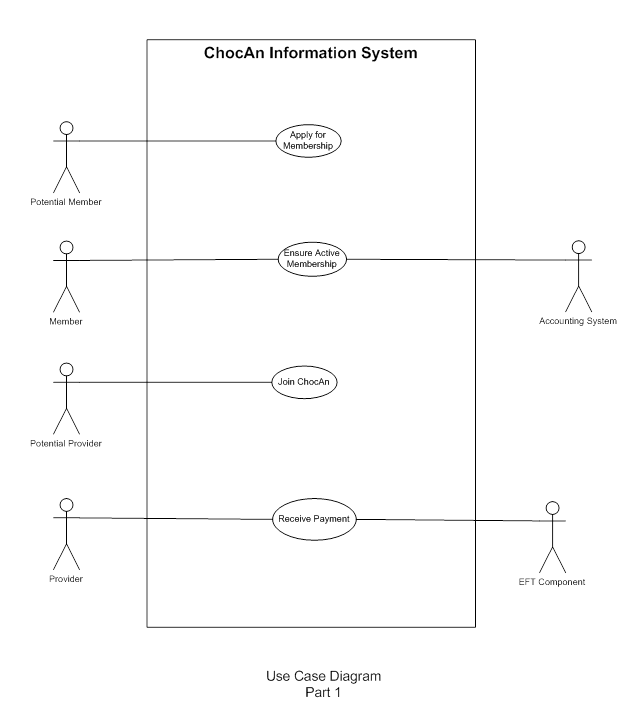 ChocAn Information System
Apply for
Membership
Potential Member
Ensure Active
Membership
Member
Accounting System
Join ChocAn
Potential Provider
Receive Payment
Provider
EFT Component
Use Case Diagram
Part 1